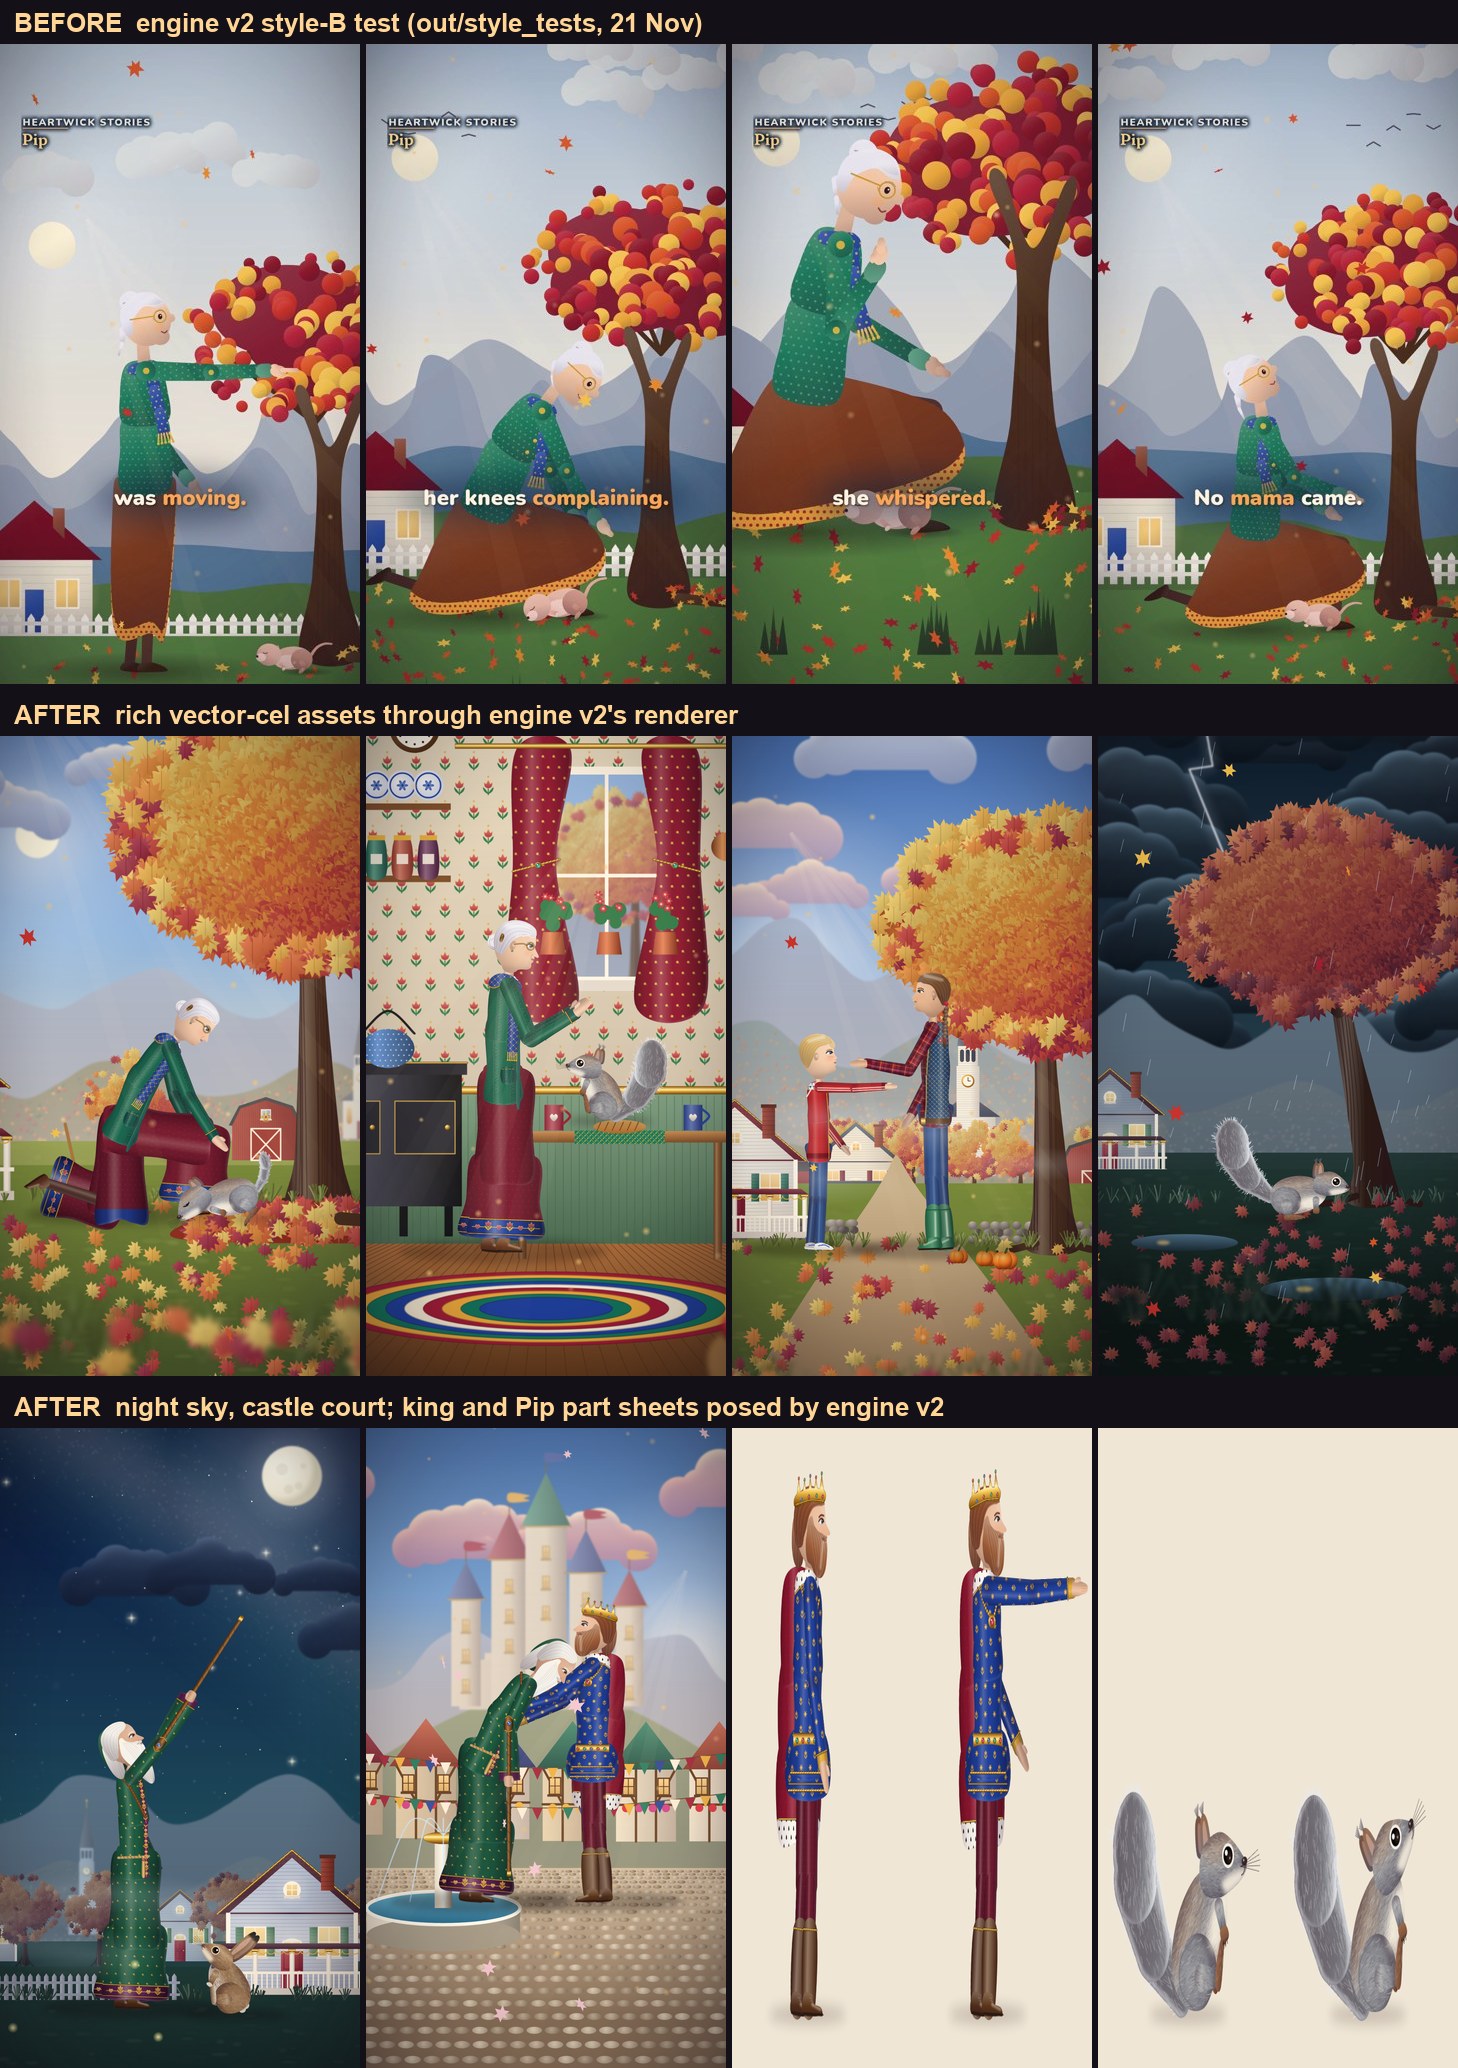 BEFORE engine v2 style-B test (out/style_tests, 21 Nov)
HEARTWICK STORIES
Pip
was moving.
HEARTWICK STORIES
Pip
her knees complaining.
HEARTWICK STORIES
Pip
she whispered.
HEARTWICK STORIES
Pip
No mama came.
AFTER rich vector-cel assets through engine v2's renderer
AFTER night sky, castle court; king and Pip part sheets posed by engine v2